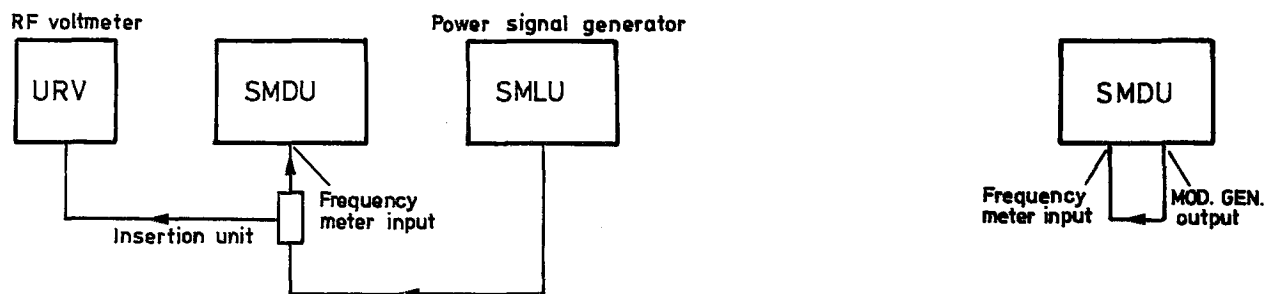 RF voltmeter
Power signal generator
URV
SMDU
SMLU
SMDU
Frequency
meter input
Insertion unit
Frequency
meter input
MOD. GEN.
output